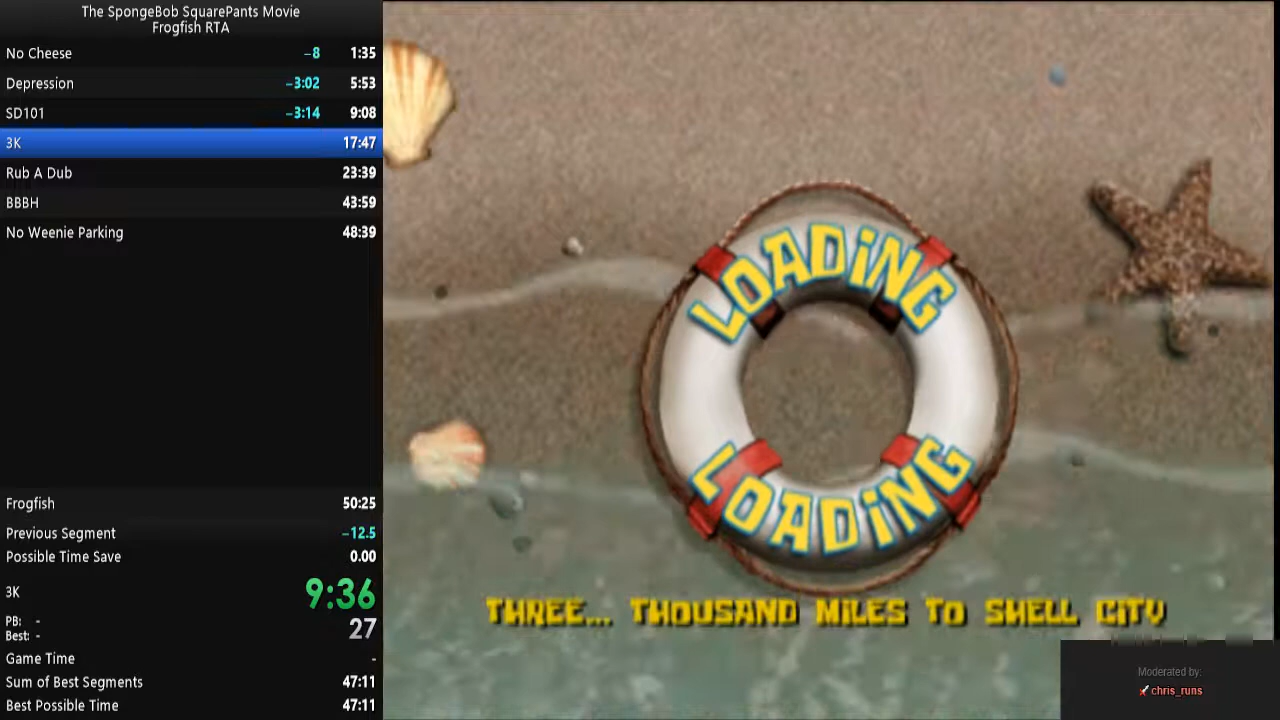 The SpongeBob SquarePants Movie
Frogfish RTA
No Cheese −8 1:35
Depression −3:02 5:53
SD101 −3:14 9:08
3K 17:47
Rub A Dub 23:39
BBBH 43:59
No Weenie Parking 48:39
Frogfish 50:25
Previous Segment −12.5
Possible Time Save 0.00
3K 9:36
PB: -
Best: - 27
Game Time -
Sum of Best Segments 47:11
Best Possible Time 47:11
LOADiNG
LOADiNG
THREE... THOUSAND MILES TO SHELL CITY
Moderated by:
chris_runs